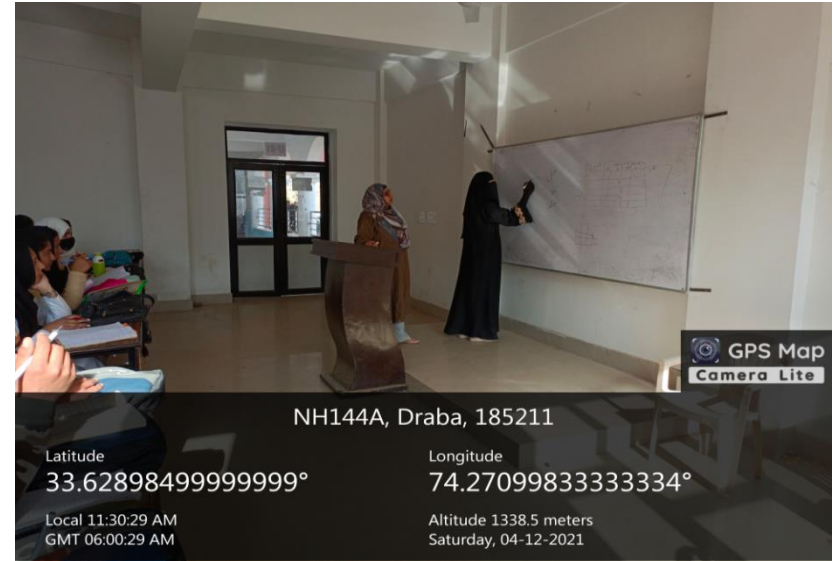 GPS Map
Camera Lite
NH144A, Draba, 185211
Latitude
33.62898499999999°
Longitude
74.27099833333334°
Local 11:30:29 AM
GMT 06:00:29 AM
Altitude 1338.5 meters
Saturday, 04-12-2021